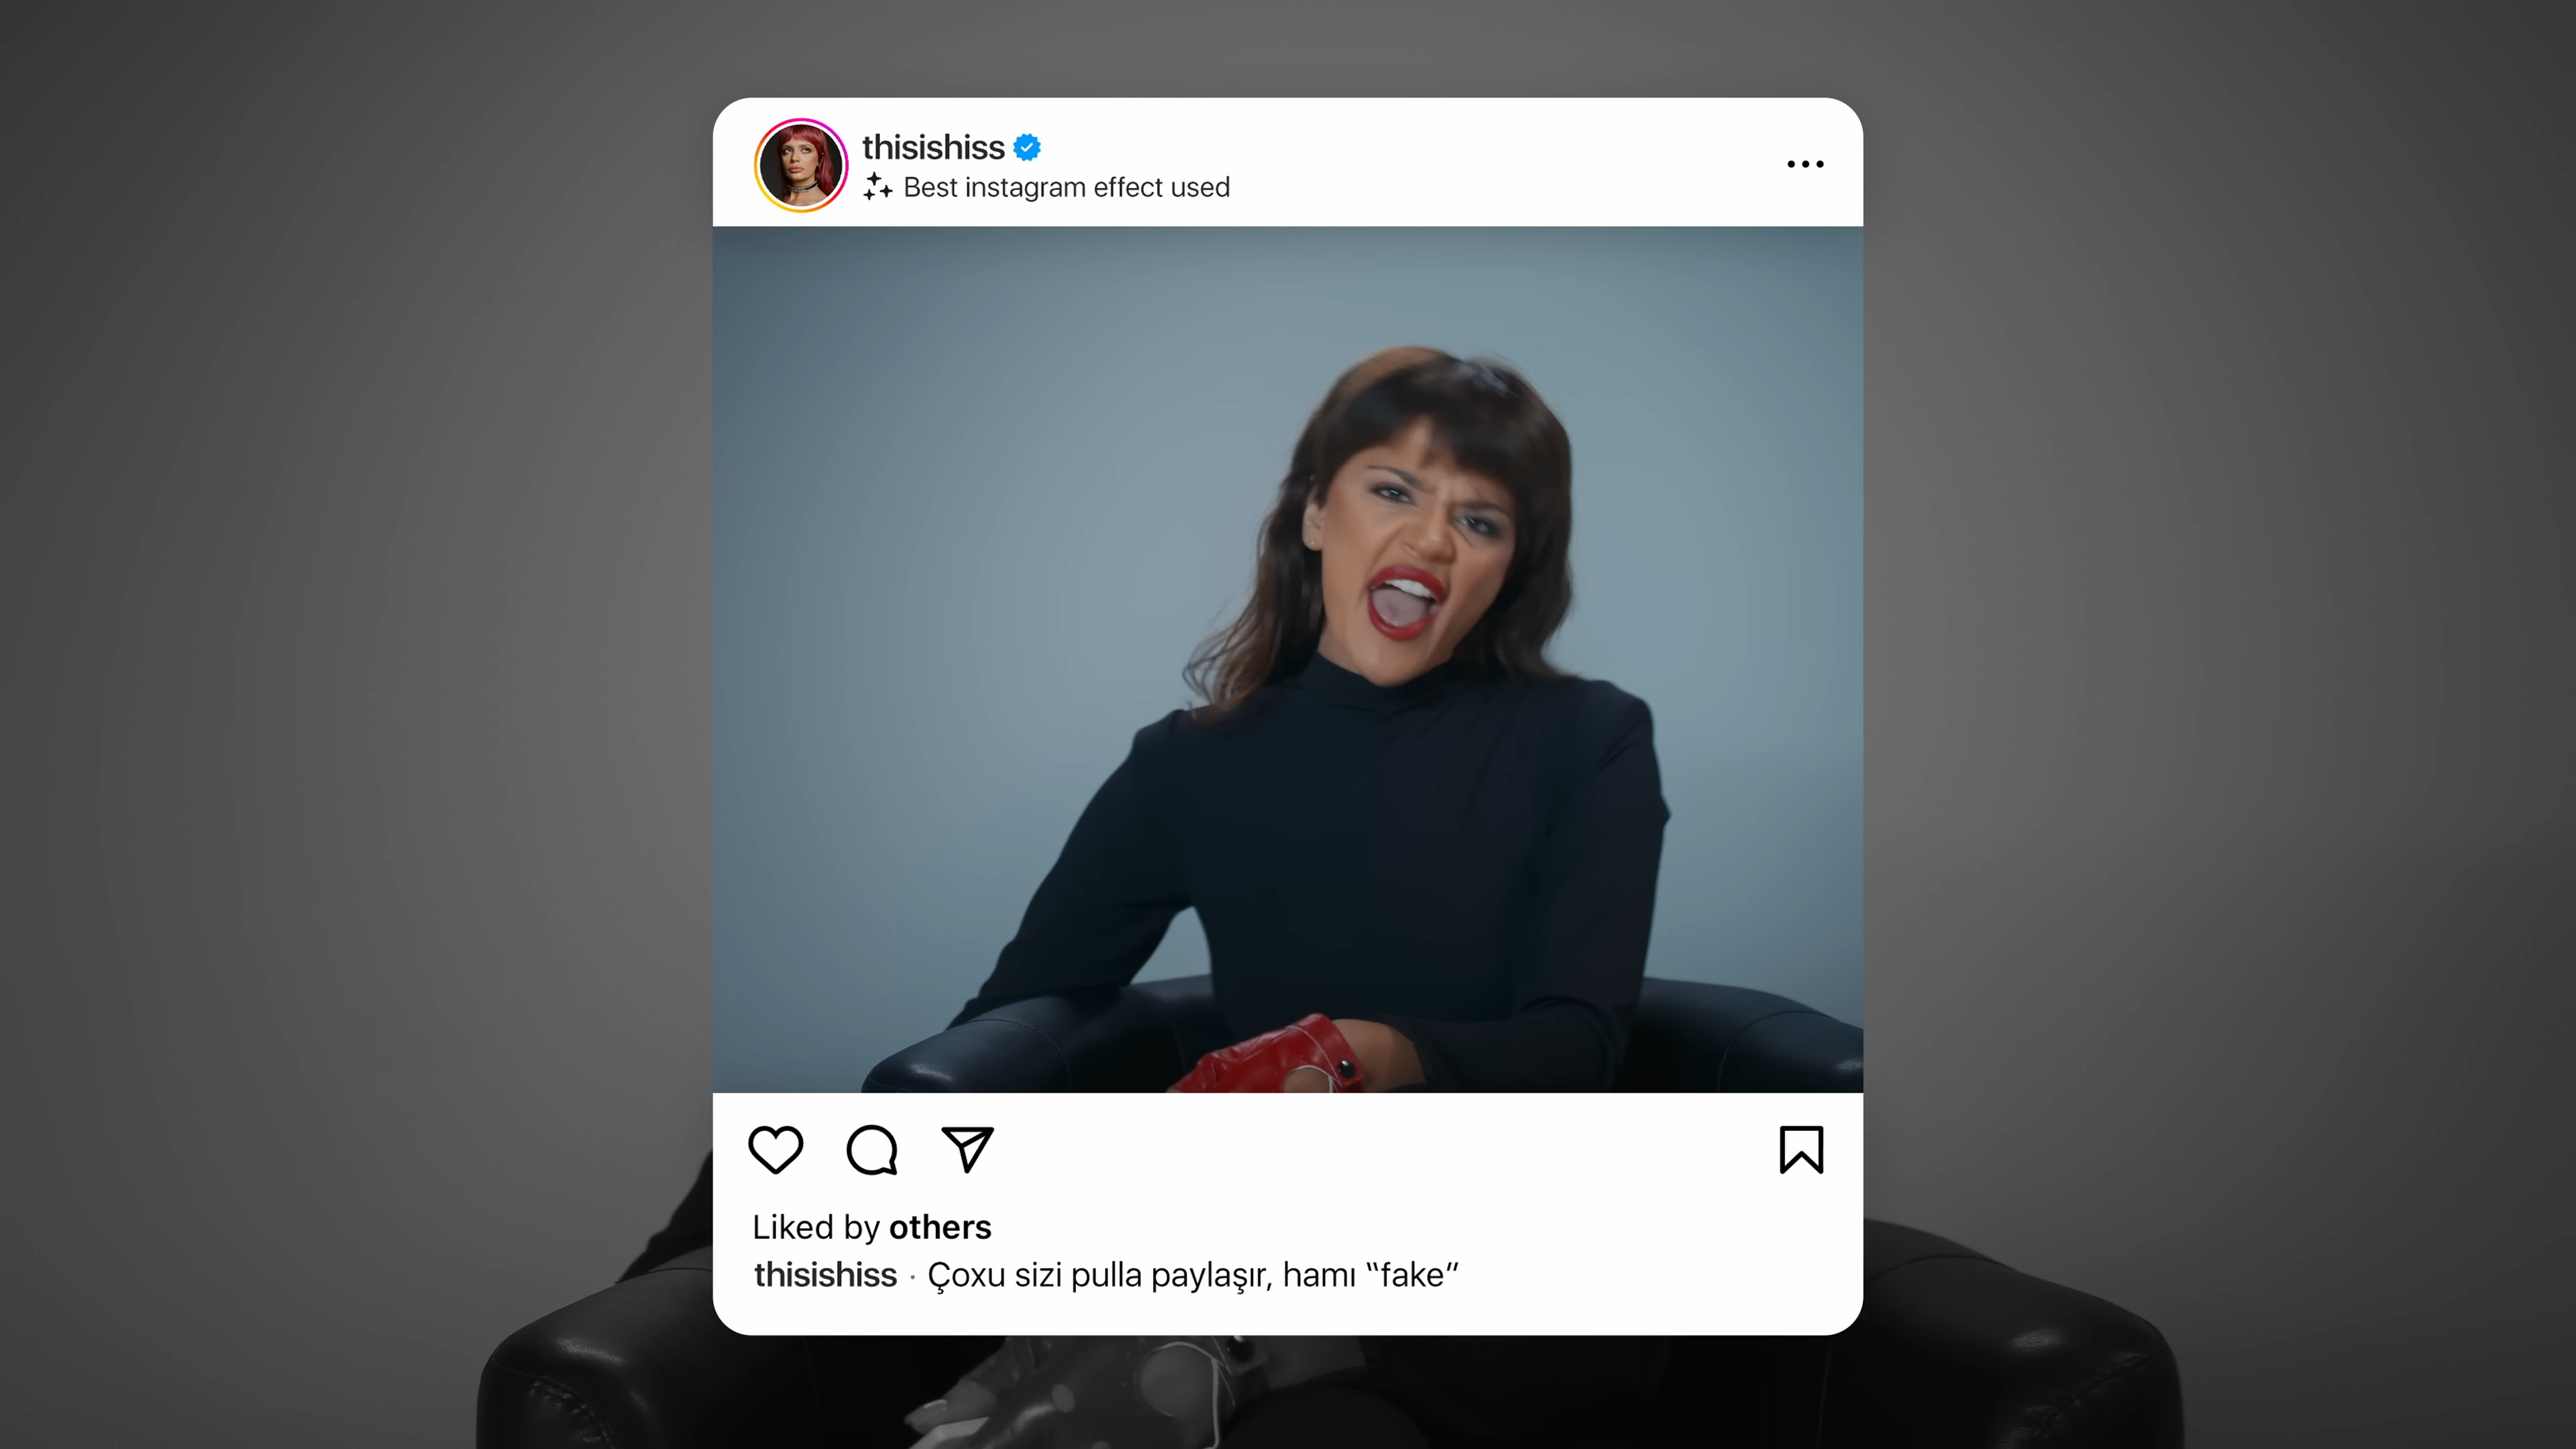 thisishiss
Best instagram effect used
Liked by others
thisishiss · Çoxu sizi pulla paylaşır, hamı “fake”